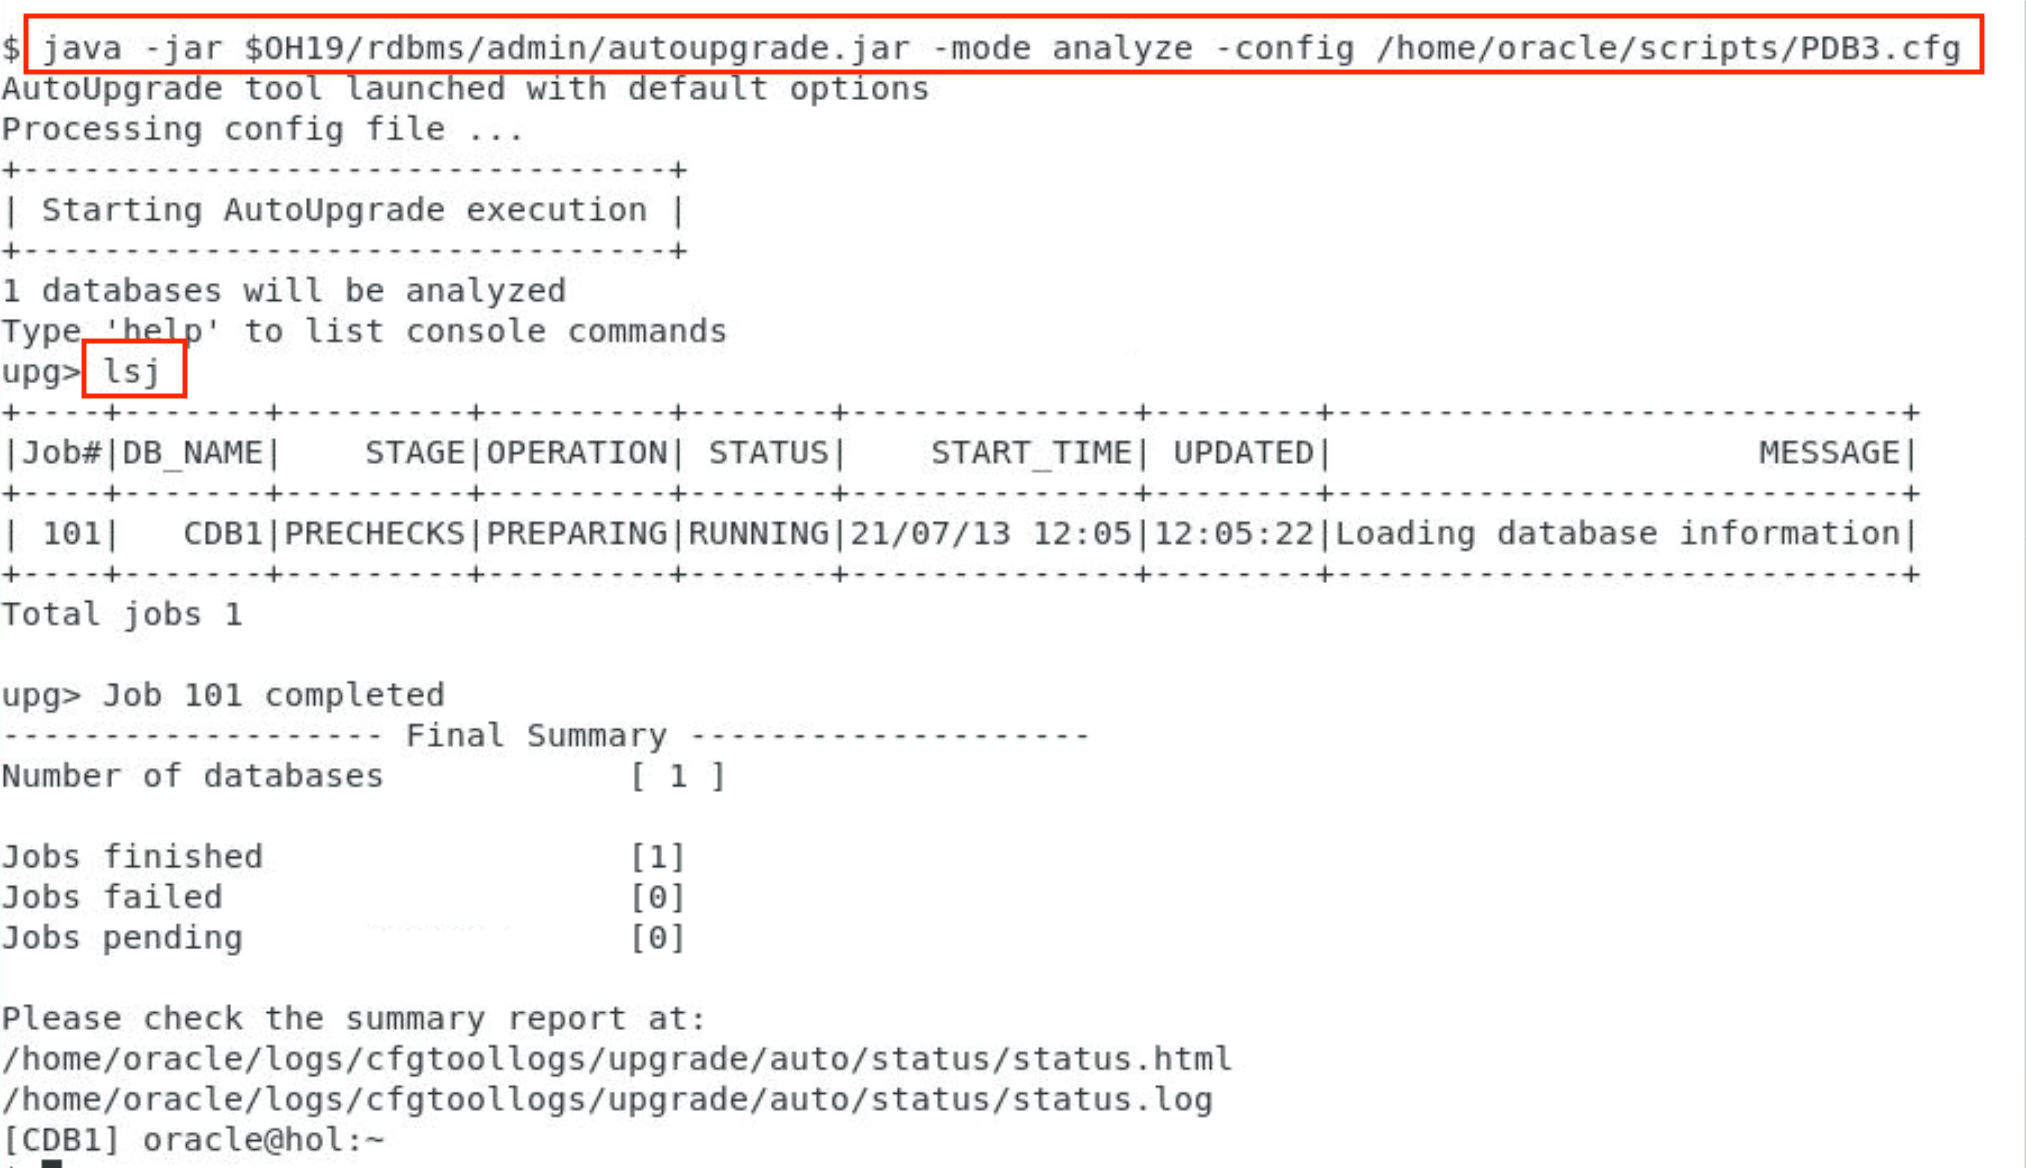 $ java -jar $OH19/rdbms/admin/autoupgrade.jar -mode analyze -config /home/oracle/scripts/PDB3.cfg
AutoUpgrade tool launched with default options
Processing config file ...
+--------------------------------+
| Starting AutoUpgrade execution |
+--------------------------------+
1 databases will be analyzed
Type 'help' to list console commands
upg> lsj
+----+-------+---------+---------+-------+--------------+--------+----------------------------+
|Job#|DB_NAME|    STAGE|OPERATION| STATUS|    START_TIME| UPDATED|                     MESSAGE|
+----+-------+---------+---------+-------+--------------+--------+----------------------------+
| 101|   CDB1|PRECHECKS|PREPARING|RUNNING|21/07/13 12:05|12:05:22|Loading database information|
+----+-------+---------+---------+-------+--------------+--------+----------------------------+
Total jobs 1
upg> Job 101 completed
------------------- Final Summary --------------------
Number of databases            [ 1 ]
Jobs finished                  [1]
Jobs failed                    [0]
Jobs pending                   [0]
Please check the summary report at:
/home/oracle/logs/cfgtoollogs/upgrade/auto/status/status.html
/home/oracle/logs/cfgtoollogs/upgrade/auto/status/status.log
[CDB1] oracle@hol:~